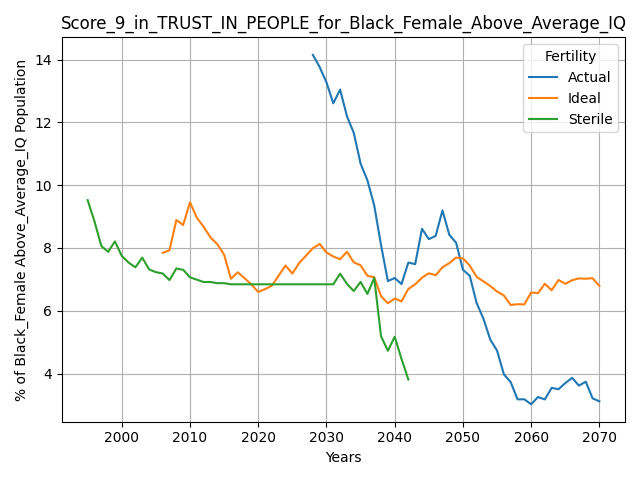 Score_9_in_TRUST_IN_PEOPLE_for_Black_Female_Above_Average_IQ
% of Black_Female Above_Average_IQ Population
14
12
10
8
6
4
Fertility
Actual
Ideal
Sterile
2000 2010 2020 2030 2040 2050 2060 2070
Years